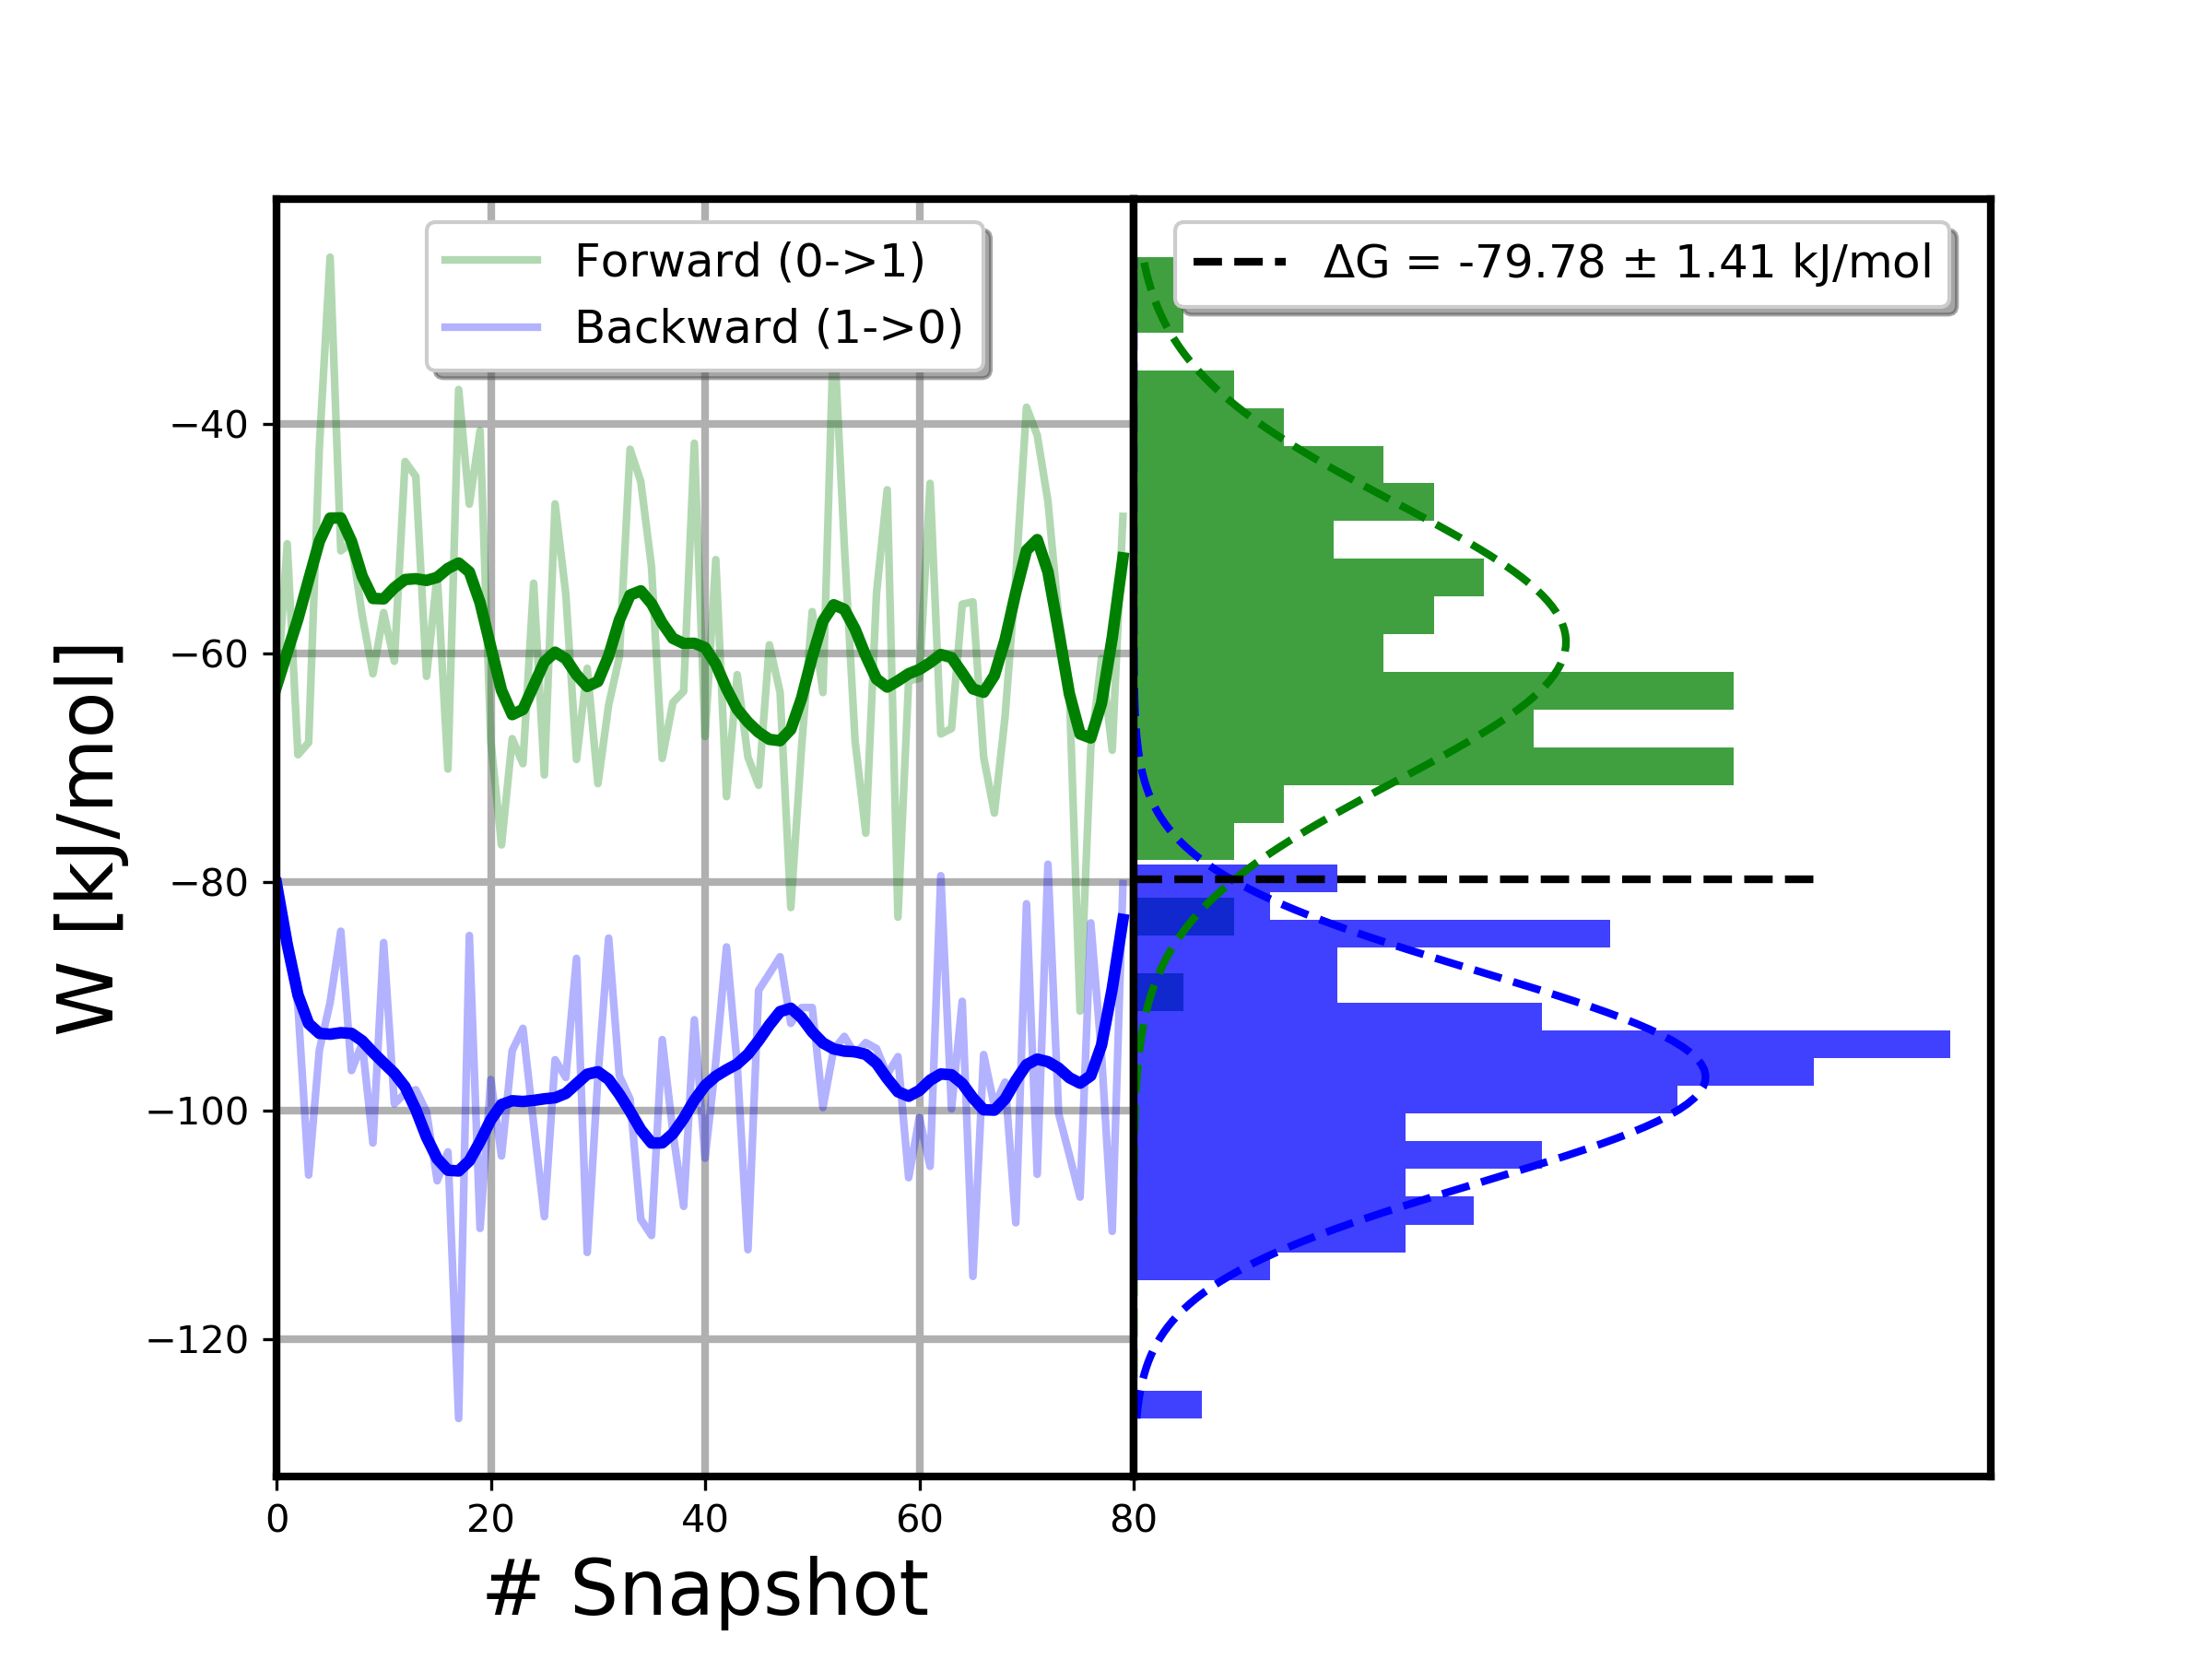 Forward (0->1)
Backward (1->0)
ΔG = -79.78 ± 1.41 kJ/mol
W [kJ/mol]
−40
−60
−80
−100
−120
0 20 40 60 80
# Snapshot